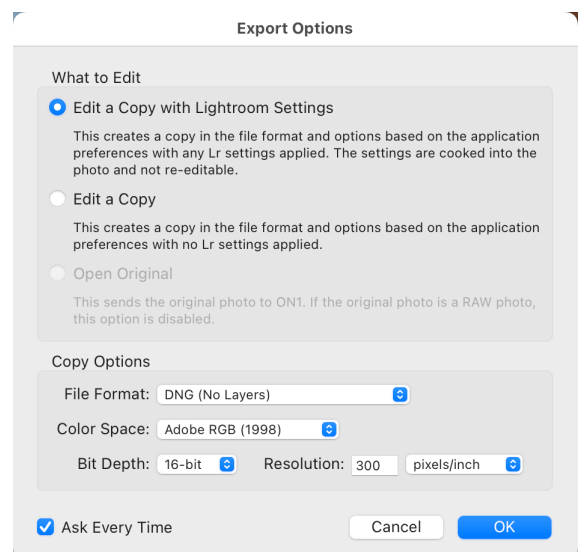 Export Options
What to Edit
Edit a Copy with Lightroom Settings
This creates a copy in the file format and options based on the application
preferences with any Lr settings applied. The settings are cooked into the
photo and not re-editable.
Edit a Copy
This creates a copy in the file format and options based on the application
preferences with no Lr settings applied.
Open Original
This sends the original photo to ON1. If the original photo is a RAW photo,
this option is disabled.
Copy Options
File Format: DNG (No Layers)
Color Space: Adobe RGB (1998)
Bit Depth: 16-bit Resolution: 300 pixels/inch
Ask Every Time Cancel OK